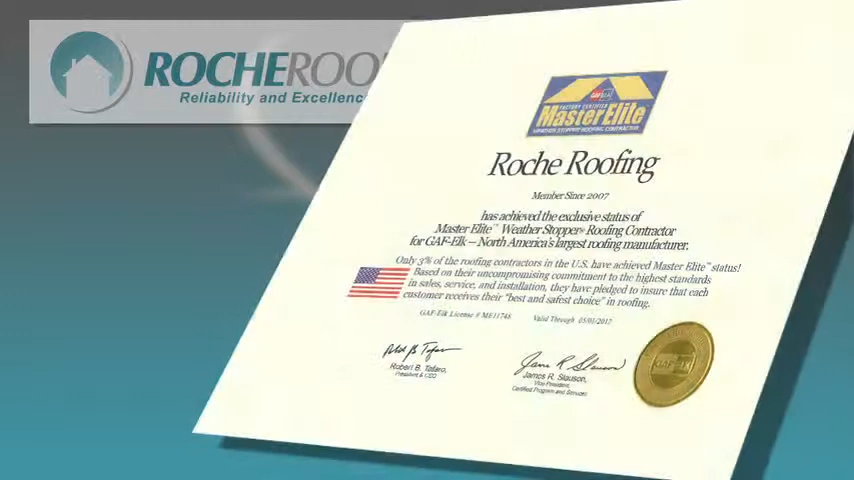 ROCHEROO
Reliability and Excellenc
GAF-ELK
FACTORY CERTIFIED
Master Elite™
WEATHER STOPPER ROOFING CONTRACTOR
Roche Roofing
Member Since 2007
has achieved the exclusive status of
Master Elite™ Weather Stopper® Roofing Contractor
for GAF-Elk – North America's largest roofing manufacturer.
Only 3% of the roofing contractors in the U.S. have achieved Master Elite™ status!
Based on their uncompromising commitment to the highest standards
in sales, service, and installation, they have pledged to insure that each
customer receives their "best and safest choice" in roofing.
GAF-Elk License # ME11748 Valid Through 05/01/2012
Robert B. Tafaro,
President & CEO
James R. Slauson,
Vice President,
Certified Program and Services
GAF-ELK